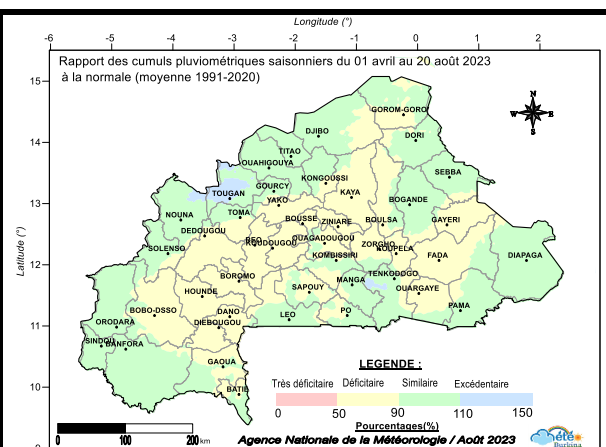 Longitude (°)
-6 -5 -4 -3 -2 -1 0 1 2
Rapport des cumuls pluviométriques saisonniers du 01 avril au 20 août 2023
à la normale (moyenne 1991-2020)
15
14
13
12
11
10
Latitude (°)
N
W E
S
GOROM-GORO
DJIBO
DORI
TITAO
OUAHIGOUYA
SEBBA
KONGOUSSI
GOURCY
TOUGAN
KAYA
YAKO
BOGANDE
TOMA
NOUNA
BOUSSE
ZINIARE
BOULSA
GAYERI
DEDOUGOU
REO
KOUDOUGOU
OUAGADOUGOU
ZORGHO
SOLENSO
KOUPELA
KOMBISSIRI
FADA
DIAPAGA
TENKODOGO
BOROMO
MANGA
SAPOUY
HOUNDE
OUARGAYE
PAMA
BOBO-DSSO
DANO
LEO
PO
ORODARA
DIEBOUGOU
SINDOU
BANFORA
GAOUA
BATIE
LEGENDE :
Très déficitaire Déficitaire Similaire Excédentaire
0 50 90 110 150
Pourcentages(%)
0 100 200 km
Agence Nationale de la Météorologie / Août 2023